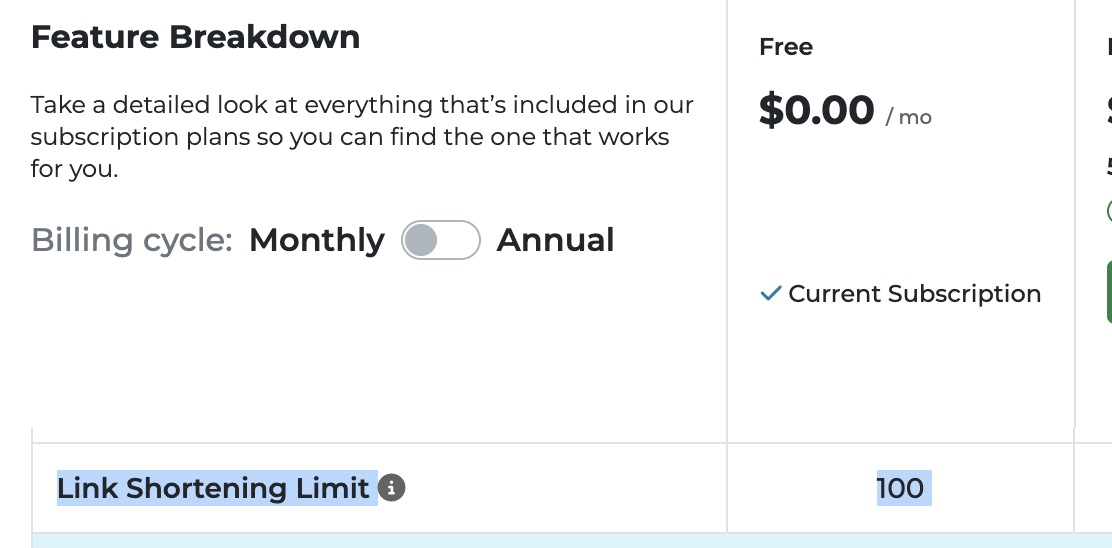 Feature Breakdown
Take a detailed look at everything that’s included in our
subscription plans so you can find the one that works
for you.
Billing cycle: Monthly Annual
Free
$0.00 / mo
Current Subscription
Link Shortening Limit
100